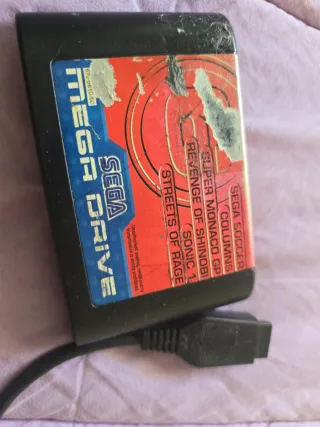 SEGA SOCCER
COLUMNS
SUPER MONACO GP
REVENGE OF SHINOBI
SONIC 1
STREETS OF RAGE
SEGA
MEGA DRIVE